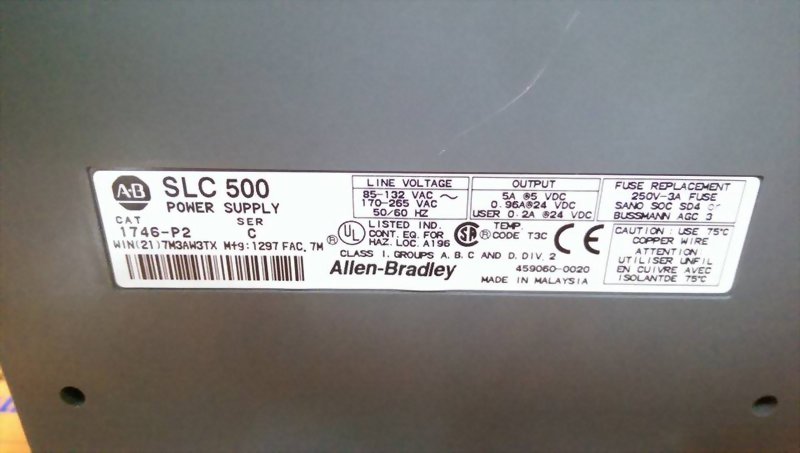 A-B
SLC 500
POWER SUPPLY
CAT SER
1746-P2 C
WIN(21)7M3AW3TX Mfg:1297 FAC.7M
LINE VOLTAGE
85-132 VAC ~
170-265 VAC
50/60 HZ
OUTPUT
5A @5 VDC
0.96A@24 VDC
USER 0.2A @24 VDC
FUSE REPLACEMENT
250V-3A FUSE
SANO SOC SD4
BUSSMANN AGC 3
UL
LISTED IND.
CONT. EQ. FOR
HAZ. LOC. A196
SA
TEMP.
CODE T3C
CE
CLASS I. GROUPS A. B. C AND D. DIV. 2
CAUTION: USE 75°C
COPPER WIRE
ATTENTION
UTILISER UNFIL
EN CUIVRE AVEC
ISOLANTDE 75°C
Allen-Bradley
459060-0020
MADE IN MALAYSIA